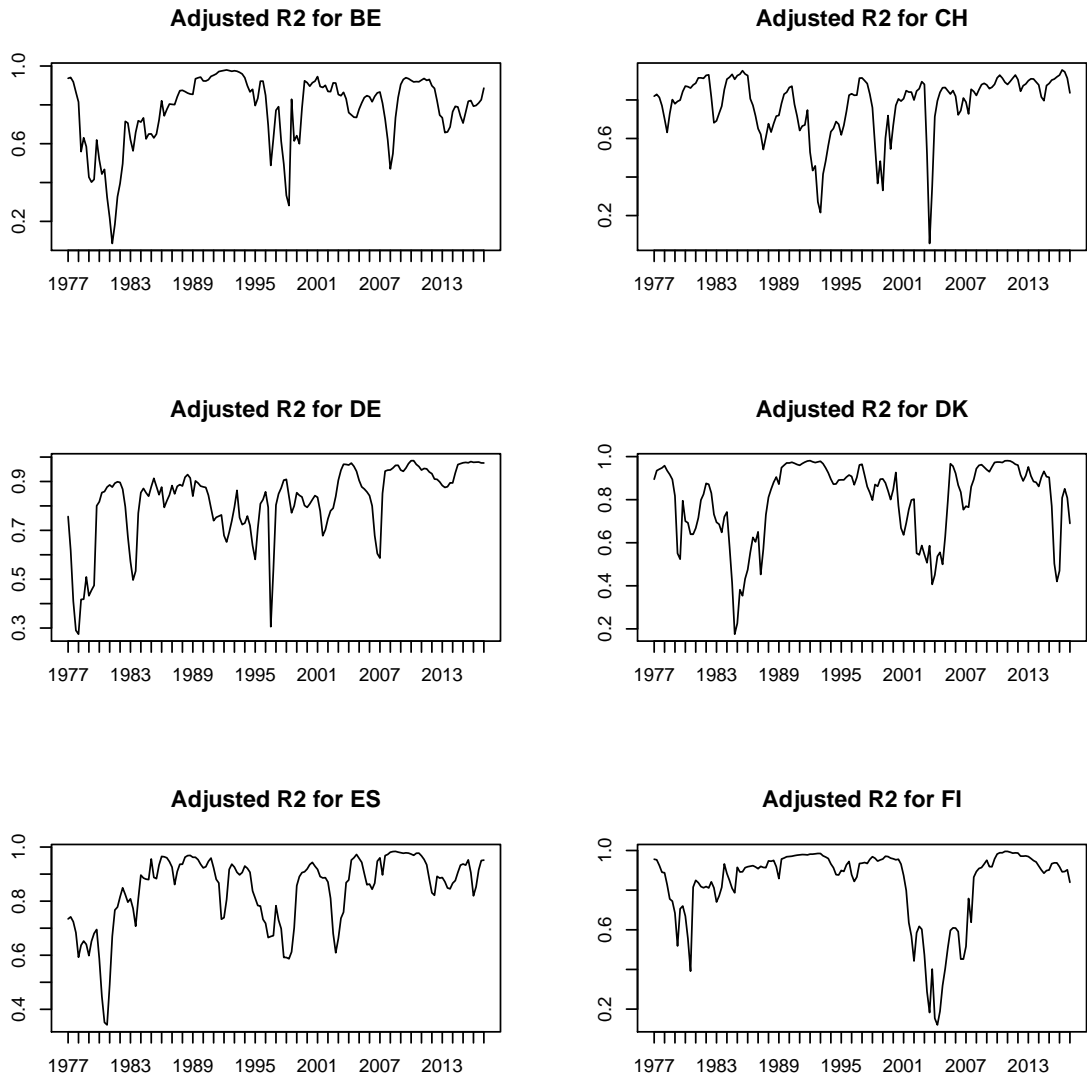 Adjusted R2 for BE
Adjusted R2 for CH
0.2 0.6 1.0
0.2 0.6
1977 1983 1989 1995 2001 2007 2013
1977 1983 1989 1995 2001 2007 2013
Adjusted R2 for DE
Adjusted R2 for DK
0.3 0.5 0.7 0.9
0.2 0.4 0.6 0.8 1.0
1977 1983 1989 1995 2001 2007 2013
1977 1983 1989 1995 2001 2007 2013
Adjusted R2 for ES
Adjusted R2 for FI
0.4 0.6 0.8 1.0
0.2 0.6 1.0
1977 1983 1989 1995 2001 2007 2013
1977 1983 1989 1995 2001 2007 2013